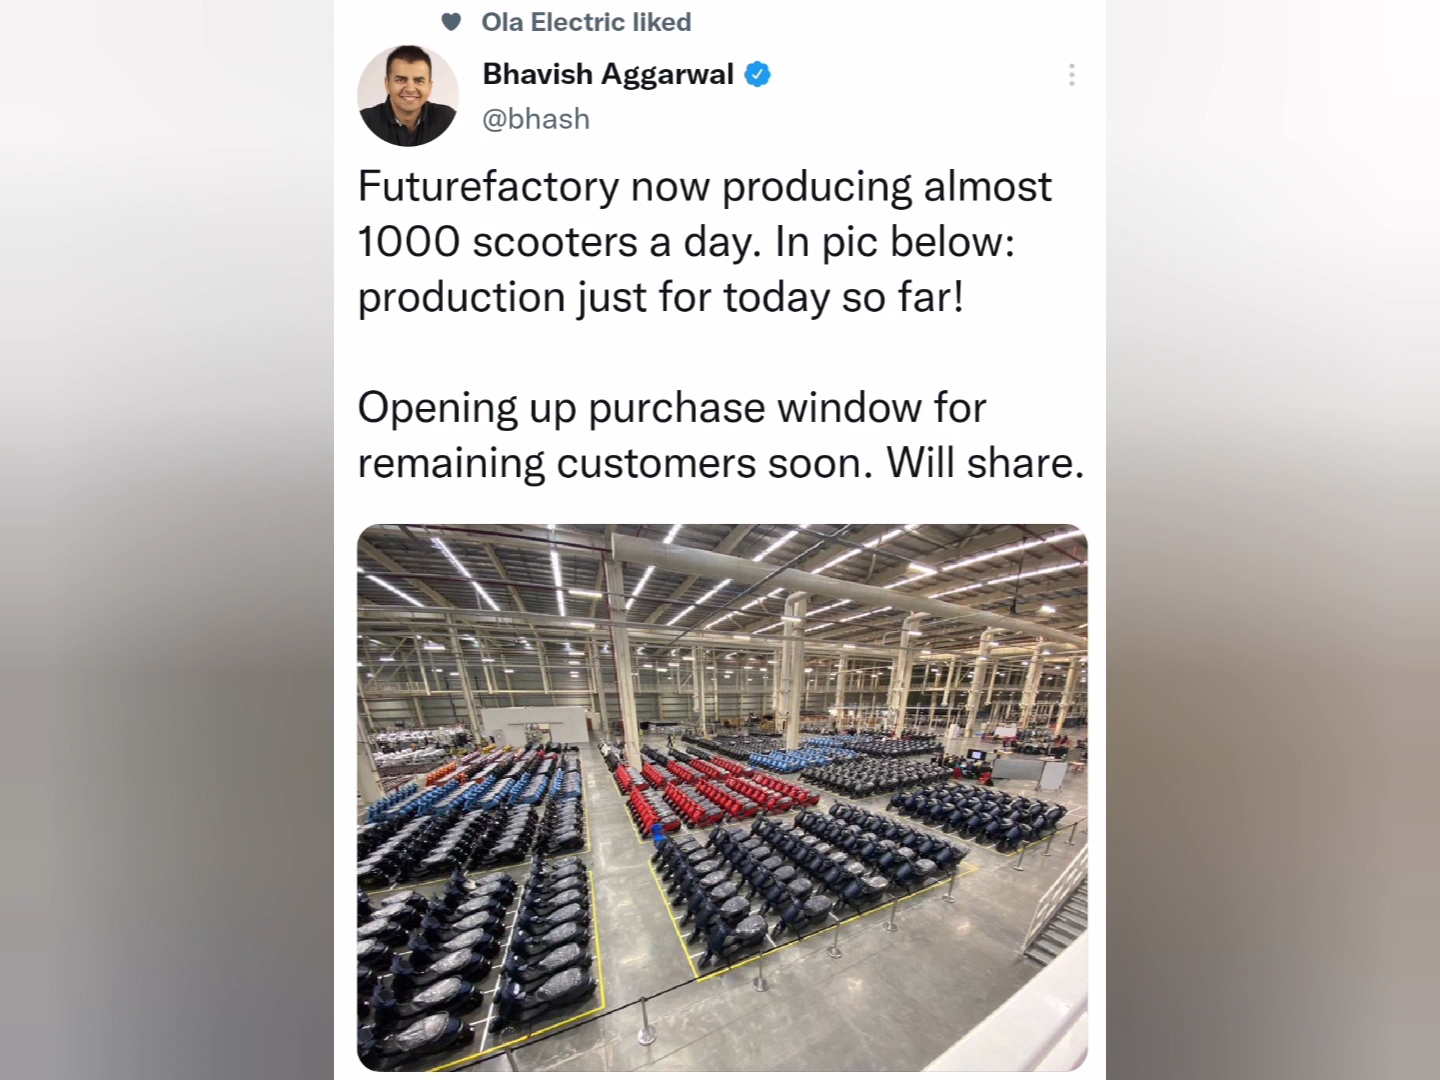 Ola Electric liked
Bhavish Aggarwal
@bhash
Futurefactory now producing almost
1000 scooters a day. In pic below:
production just for today so far!
Opening up purchase window for
remaining customers soon. Will share.